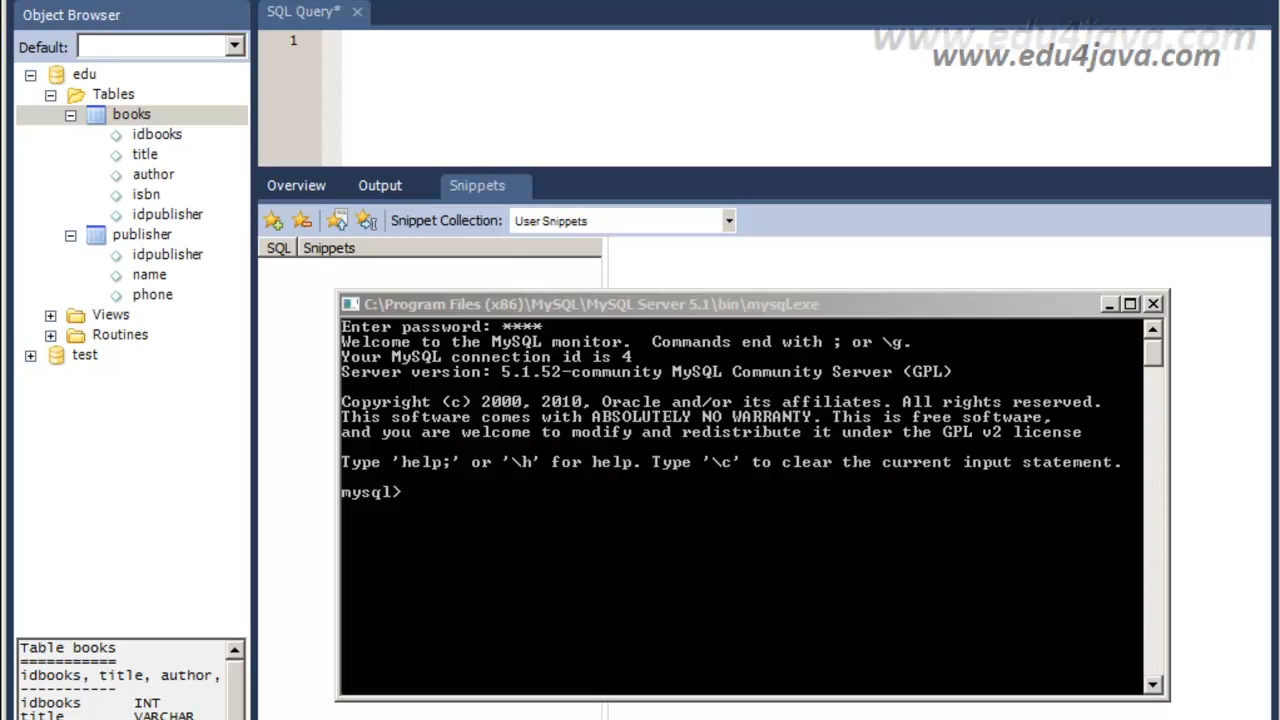 Object Browser
SQL Query*
www.edu4java.com
www.edu4java.com
Default:
1
edu
Tables
books
idbooks
title
author
isbn
idpublisher
publisher
idpublisher
name
phone
Views
Routines
test
Overview Output Snippets
Snippet Collection: User Snippets
SQL Snippets
C:\Program Files (x86)\MySQL\MySQL Server 5.1\bin\mysql.exe
Enter password: ****
Welcome to the MySQL monitor.  Commands end with ; or \g.
Your MySQL connection id is 4
Server version: 5.1.52-community MySQL Community Server (GPL)
Copyright (c) 2000, 2010, Oracle and/or its affiliates. All rights reserved.
This software comes with ABSOLUTELY NO WARRANTY. This is free software,
and you are welcome to modify and redistribute it under the GPL v2 license
Type 'help;' or '\h' for help. Type '\c' to clear the current input statement.
mysql>
Table books
===========
idbooks, title, author,
-----------
idbooks INT
title VARCHAR